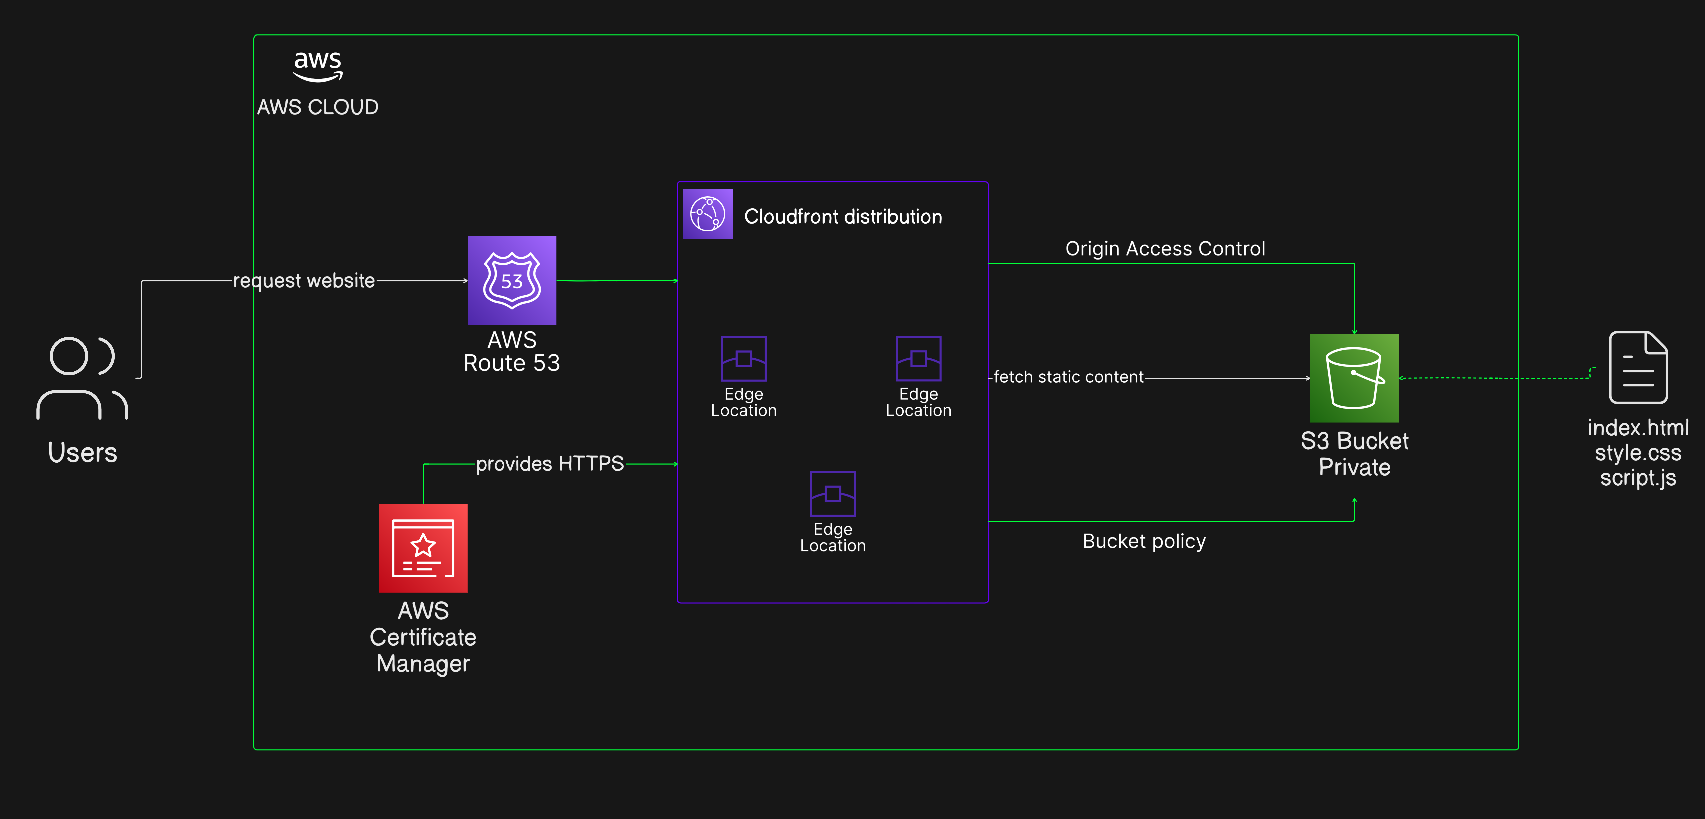 aws
AWS CLOUD
Cloudfront distribution
Origin Access Control
request website
53
AWS
Route 53
Edge
Location
Edge
Location
fetch static content
Users
index.html
style.css
script.js
S3 Bucket
Private
provides HTTPS
Edge
Location
Bucket policy
AWS
Certificate
Manager